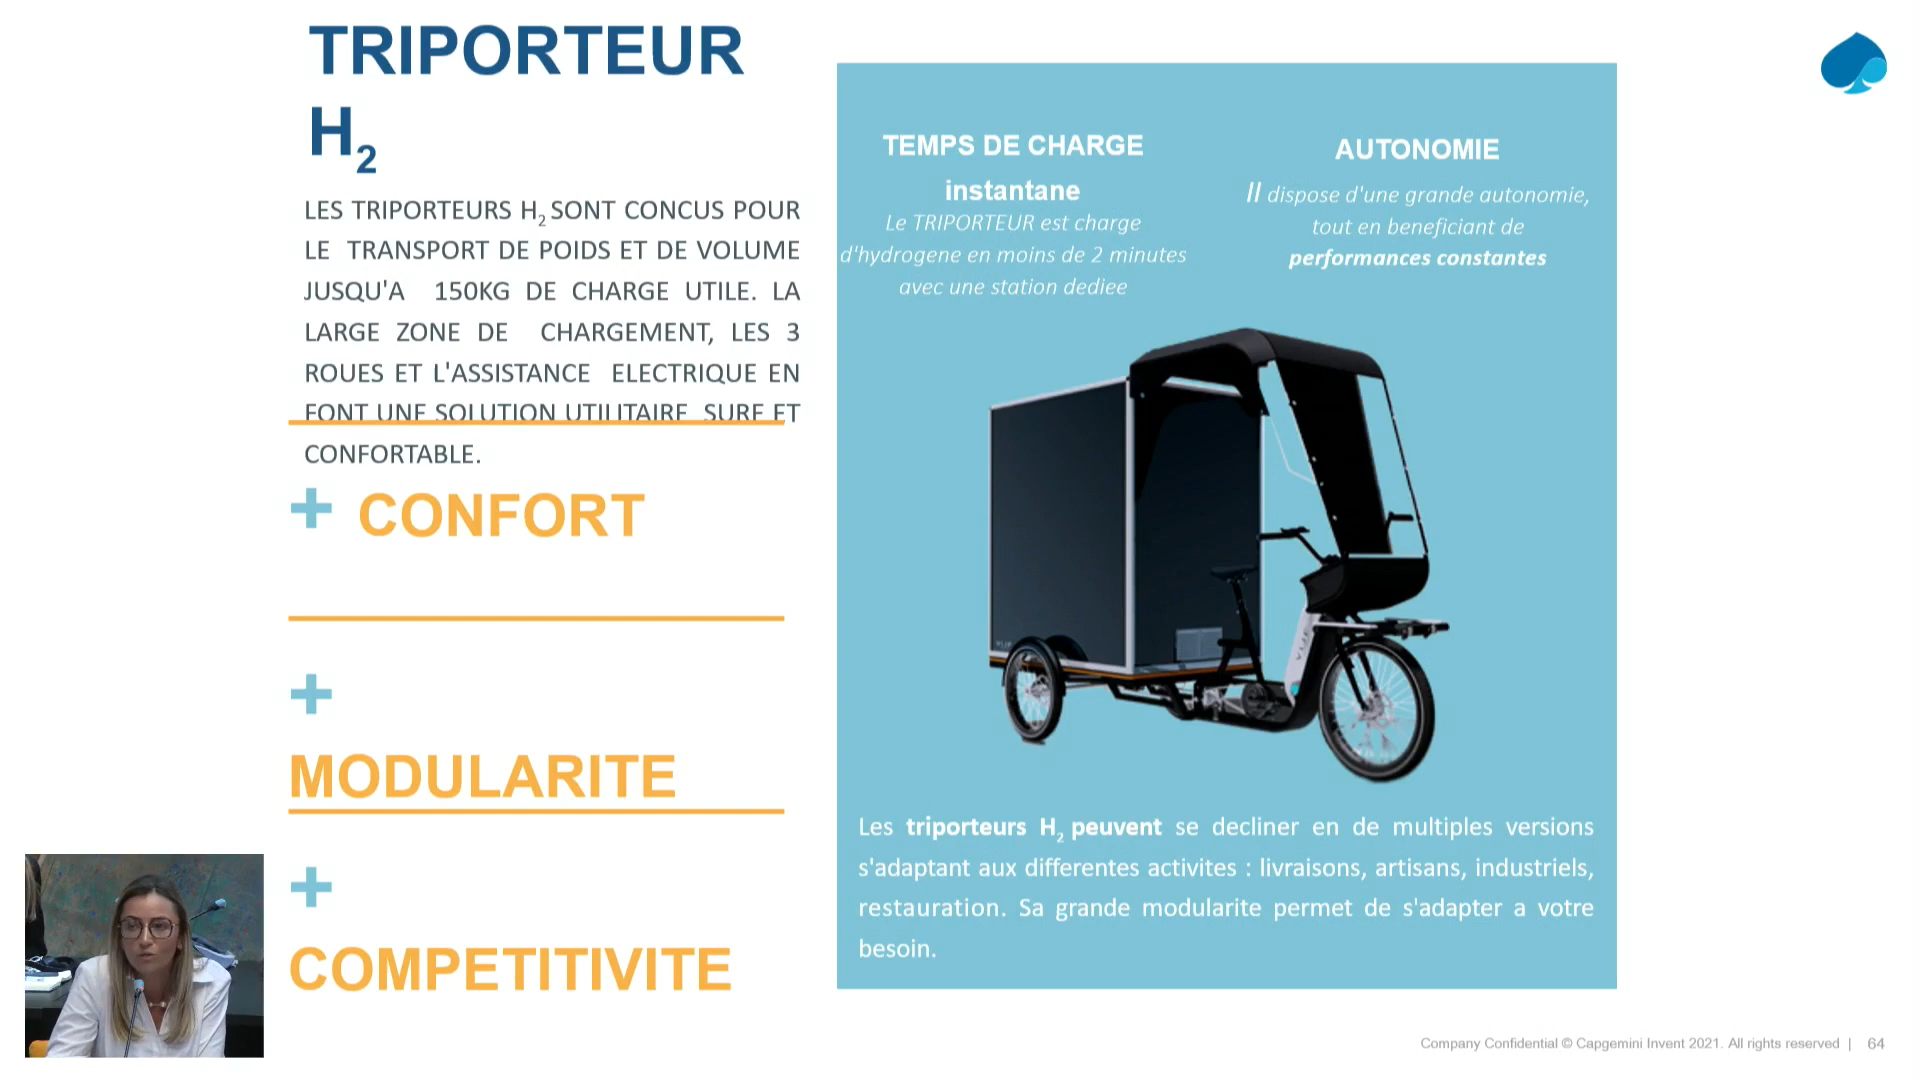 TRIPORTEUR
H2
LES TRIPORTEURS H2 SONT CONCUS POUR
LE TRANSPORT DE POIDS ET DE VOLUME
JUSQU'A 150KG DE CHARGE UTILE. LA
LARGE ZONE DE CHARGEMENT, LES 3
ROUES ET L'ASSISTANCE ELECTRIQUE EN
FONT UNE SOLUTION UTILITAIRE SURE ET
CONFORTABLE.
+ CONFORT
+
MODULARITE
+
COMPETITIVITE
TEMPS DE CHARGE
instantane
Le TRIPORTEUR est charge
d'hydrogene en moins de 2 minutes
avec une station dediee
AUTONOMIE
Il dispose d'une grande autonomie,
tout en beneficiant de
performances constantes
Les triporteurs H2 peuvent se decliner en de multiples versions
s'adaptant aux differentes activites : livraisons, artisans, industriels,
restauration. Sa grande modularite permet de s'adapter a votre
besoin.
Company Confidential © Capgemini Invent 2021. All rights reserved | 64